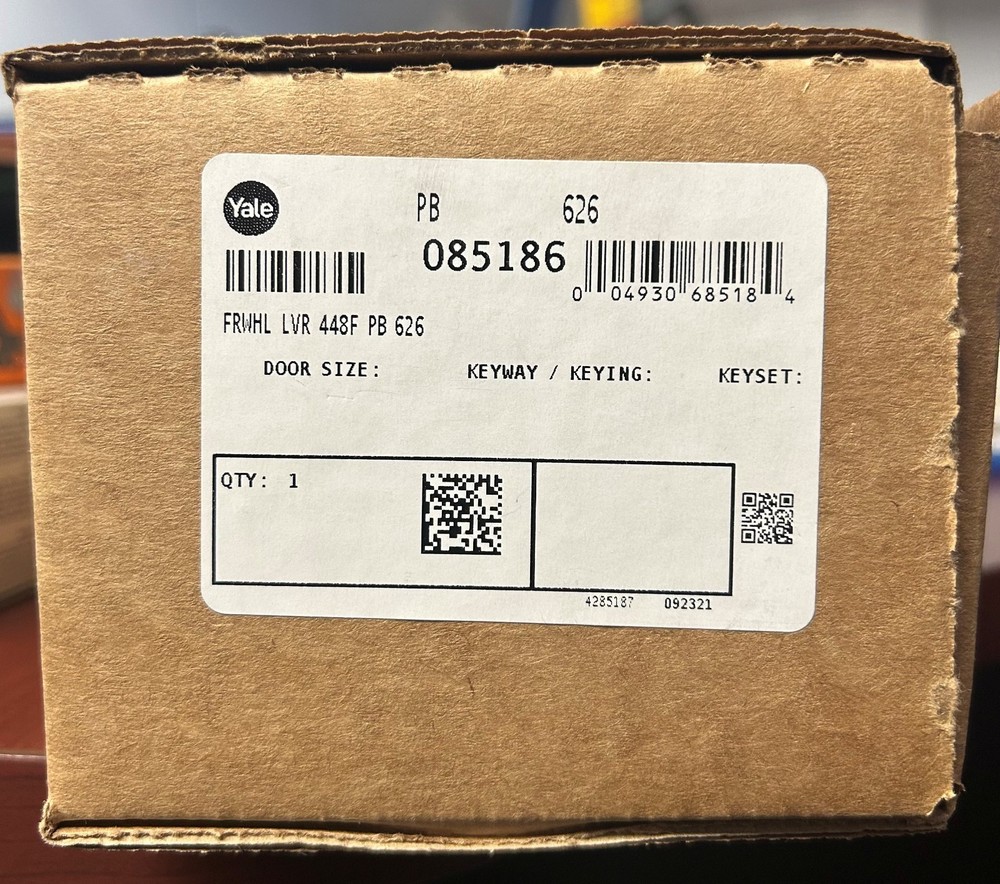 Yale
PB 626
085186
0 04930 68518 4
FRWHL LVR 448F PB 626
DOOR SIZE: KEYWAY / KEYING: KEYSET:
QTY: 1
4285187 092321